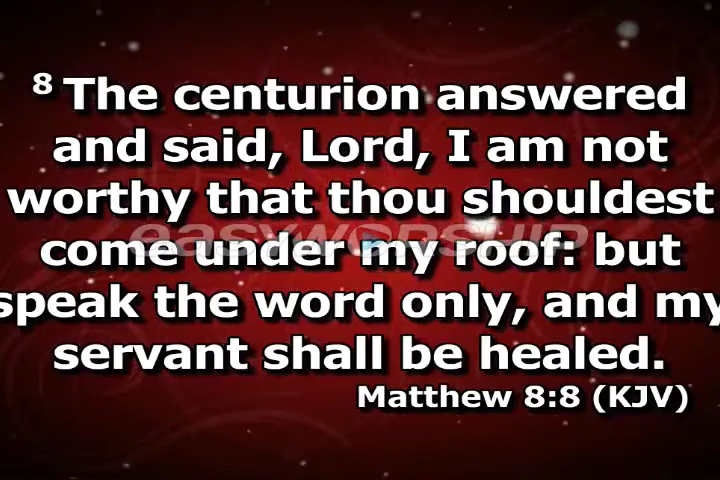 8 The centurion answered
and said, Lord, I am not
worthy that thou shouldest
come under my roof: but
speak the word only, and my
servant shall be healed.
Matthew 8:8 (KJV)
easyworship